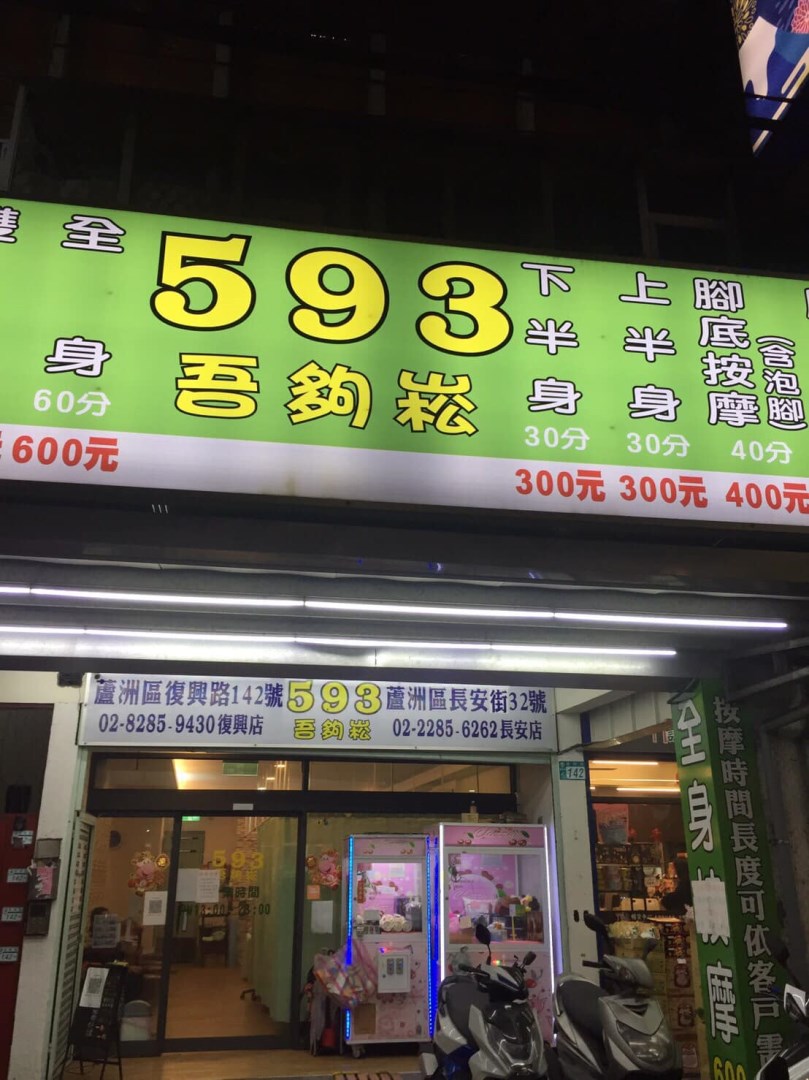 全身
60分
600元
593
吾夠崧
下半身
30分
300元
上半身
30分
300元
腳底按摩
(含泡腳)
40分
400元
蘆洲區復興路142號
02-8285-9430復興店
593
吾夠崧
蘆洲區長安街32號
02-2285-6262長安店
142
593
全身按摩
600
按摩時間長度可依客戶需